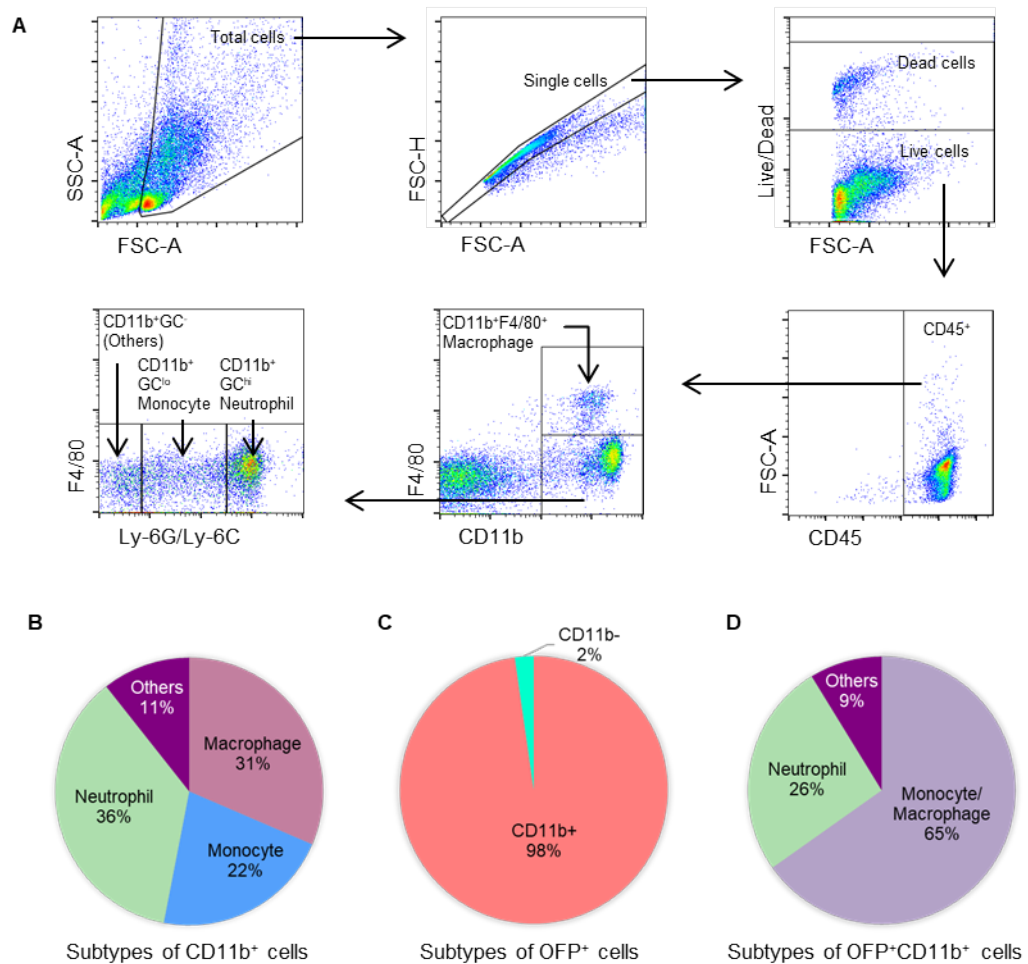 A
Total cells
SSC-A
FSC-A
Single cells
FSC-H
FSC-A
Dead cells
Live cells
Live/Dead
FSC-A
CD11b⁺GC⁻
(Others)
CD11b⁺
GCˡᵒ
Monocyte
CD11b⁺
GCʰⁱ
Neutrophil
F4/80
Ly-6G/Ly-6C
CD11b⁺F4/80⁺
Macrophage
F4/80
CD11b
CD45⁺
FSC-A
CD45
B
Others
11%
Macrophage
31%
Neutrophil
36%
Monocyte
22%
Subtypes of CD11b⁺ cells
C
CD11b-
2%
CD11b+
98%
Subtypes of OFP⁺ cells
D
Others
9%
Neutrophil
26%
Monocyte/
Macrophage
65%
Subtypes of OFP⁺CD11b⁺ cells